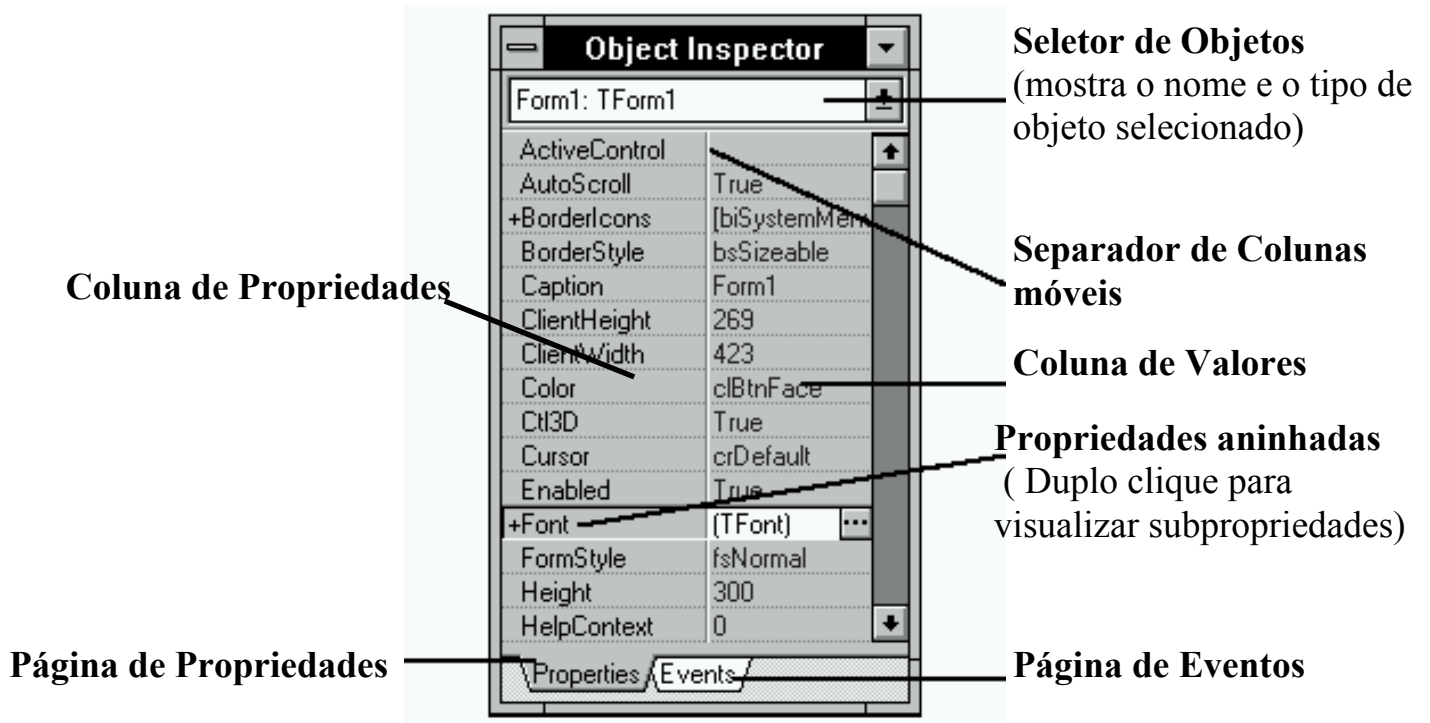 Object Inspector
Form1: TForm1
ActiveControl
AutoScroll True
+BorderIcons [biSystemMen
BorderStyle bsSizeable
Caption Form1
ClientHeight 269
ClientWidth 423
Color clBtnFace
Ctl3D True
Cursor crDefault
Enabled True
+Font (TFont) ...
FormStyle fsNormal
Height 300
HelpContext 0
Properties Events
Coluna de Propriedades
Página de Propriedades
Seletor de Objetos
(mostra o nome e o tipo de
objeto selecionado)
Separador de Colunas
móveis
Coluna de Valores
Propriedades aninhadas
( Duplo clique para
visualizar subpropriedades)
Página de Eventos